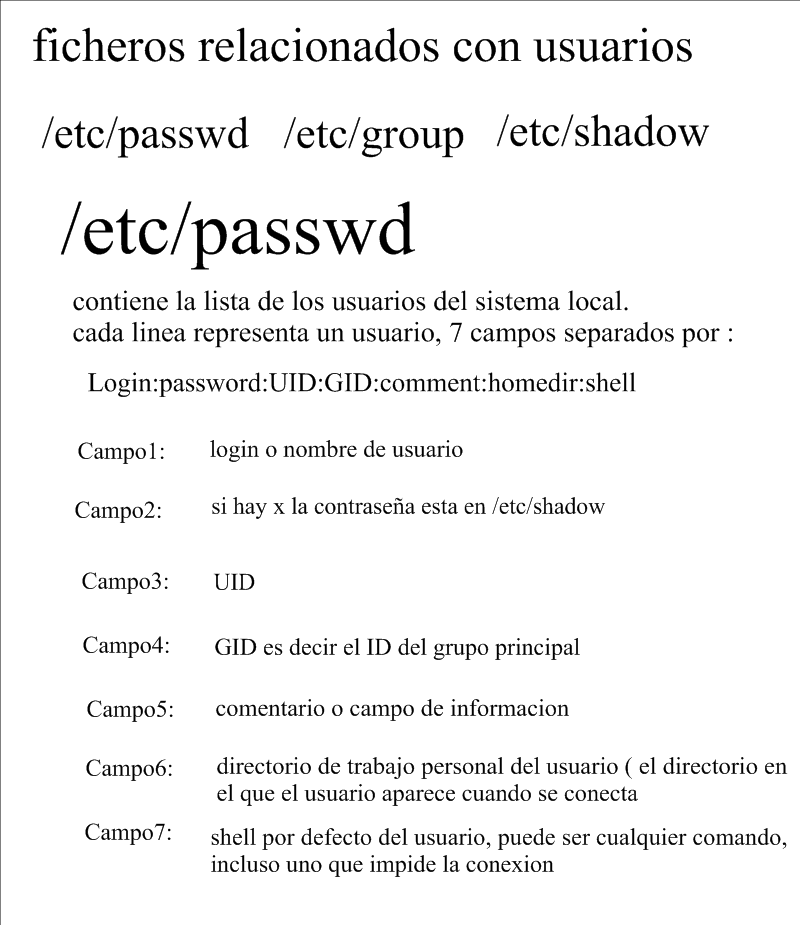 ficheros relacionados con usuarios
/etc/passwd /etc/group /etc/shadow
/etc/passwd
contiene la lista de los usuarios del sistema local.
cada linea representa un usuario, 7 campos separados por :
Login:password:UID:GID:comment:homedir:shell
Campo1: login o nombre de usuario
Campo2: si hay x la contraseña esta en /etc/shadow
Campo3: UID
Campo4: GID es decir el ID del grupo principal
Campo5: comentario o campo de informacion
Campo6: directorio de trabajo personal del usuario ( el directorio en
el que el usuario aparece cuando se conecta
Campo7: shell por defecto del usuario, puede ser cualquier comando,
incluso uno que impide la conexion